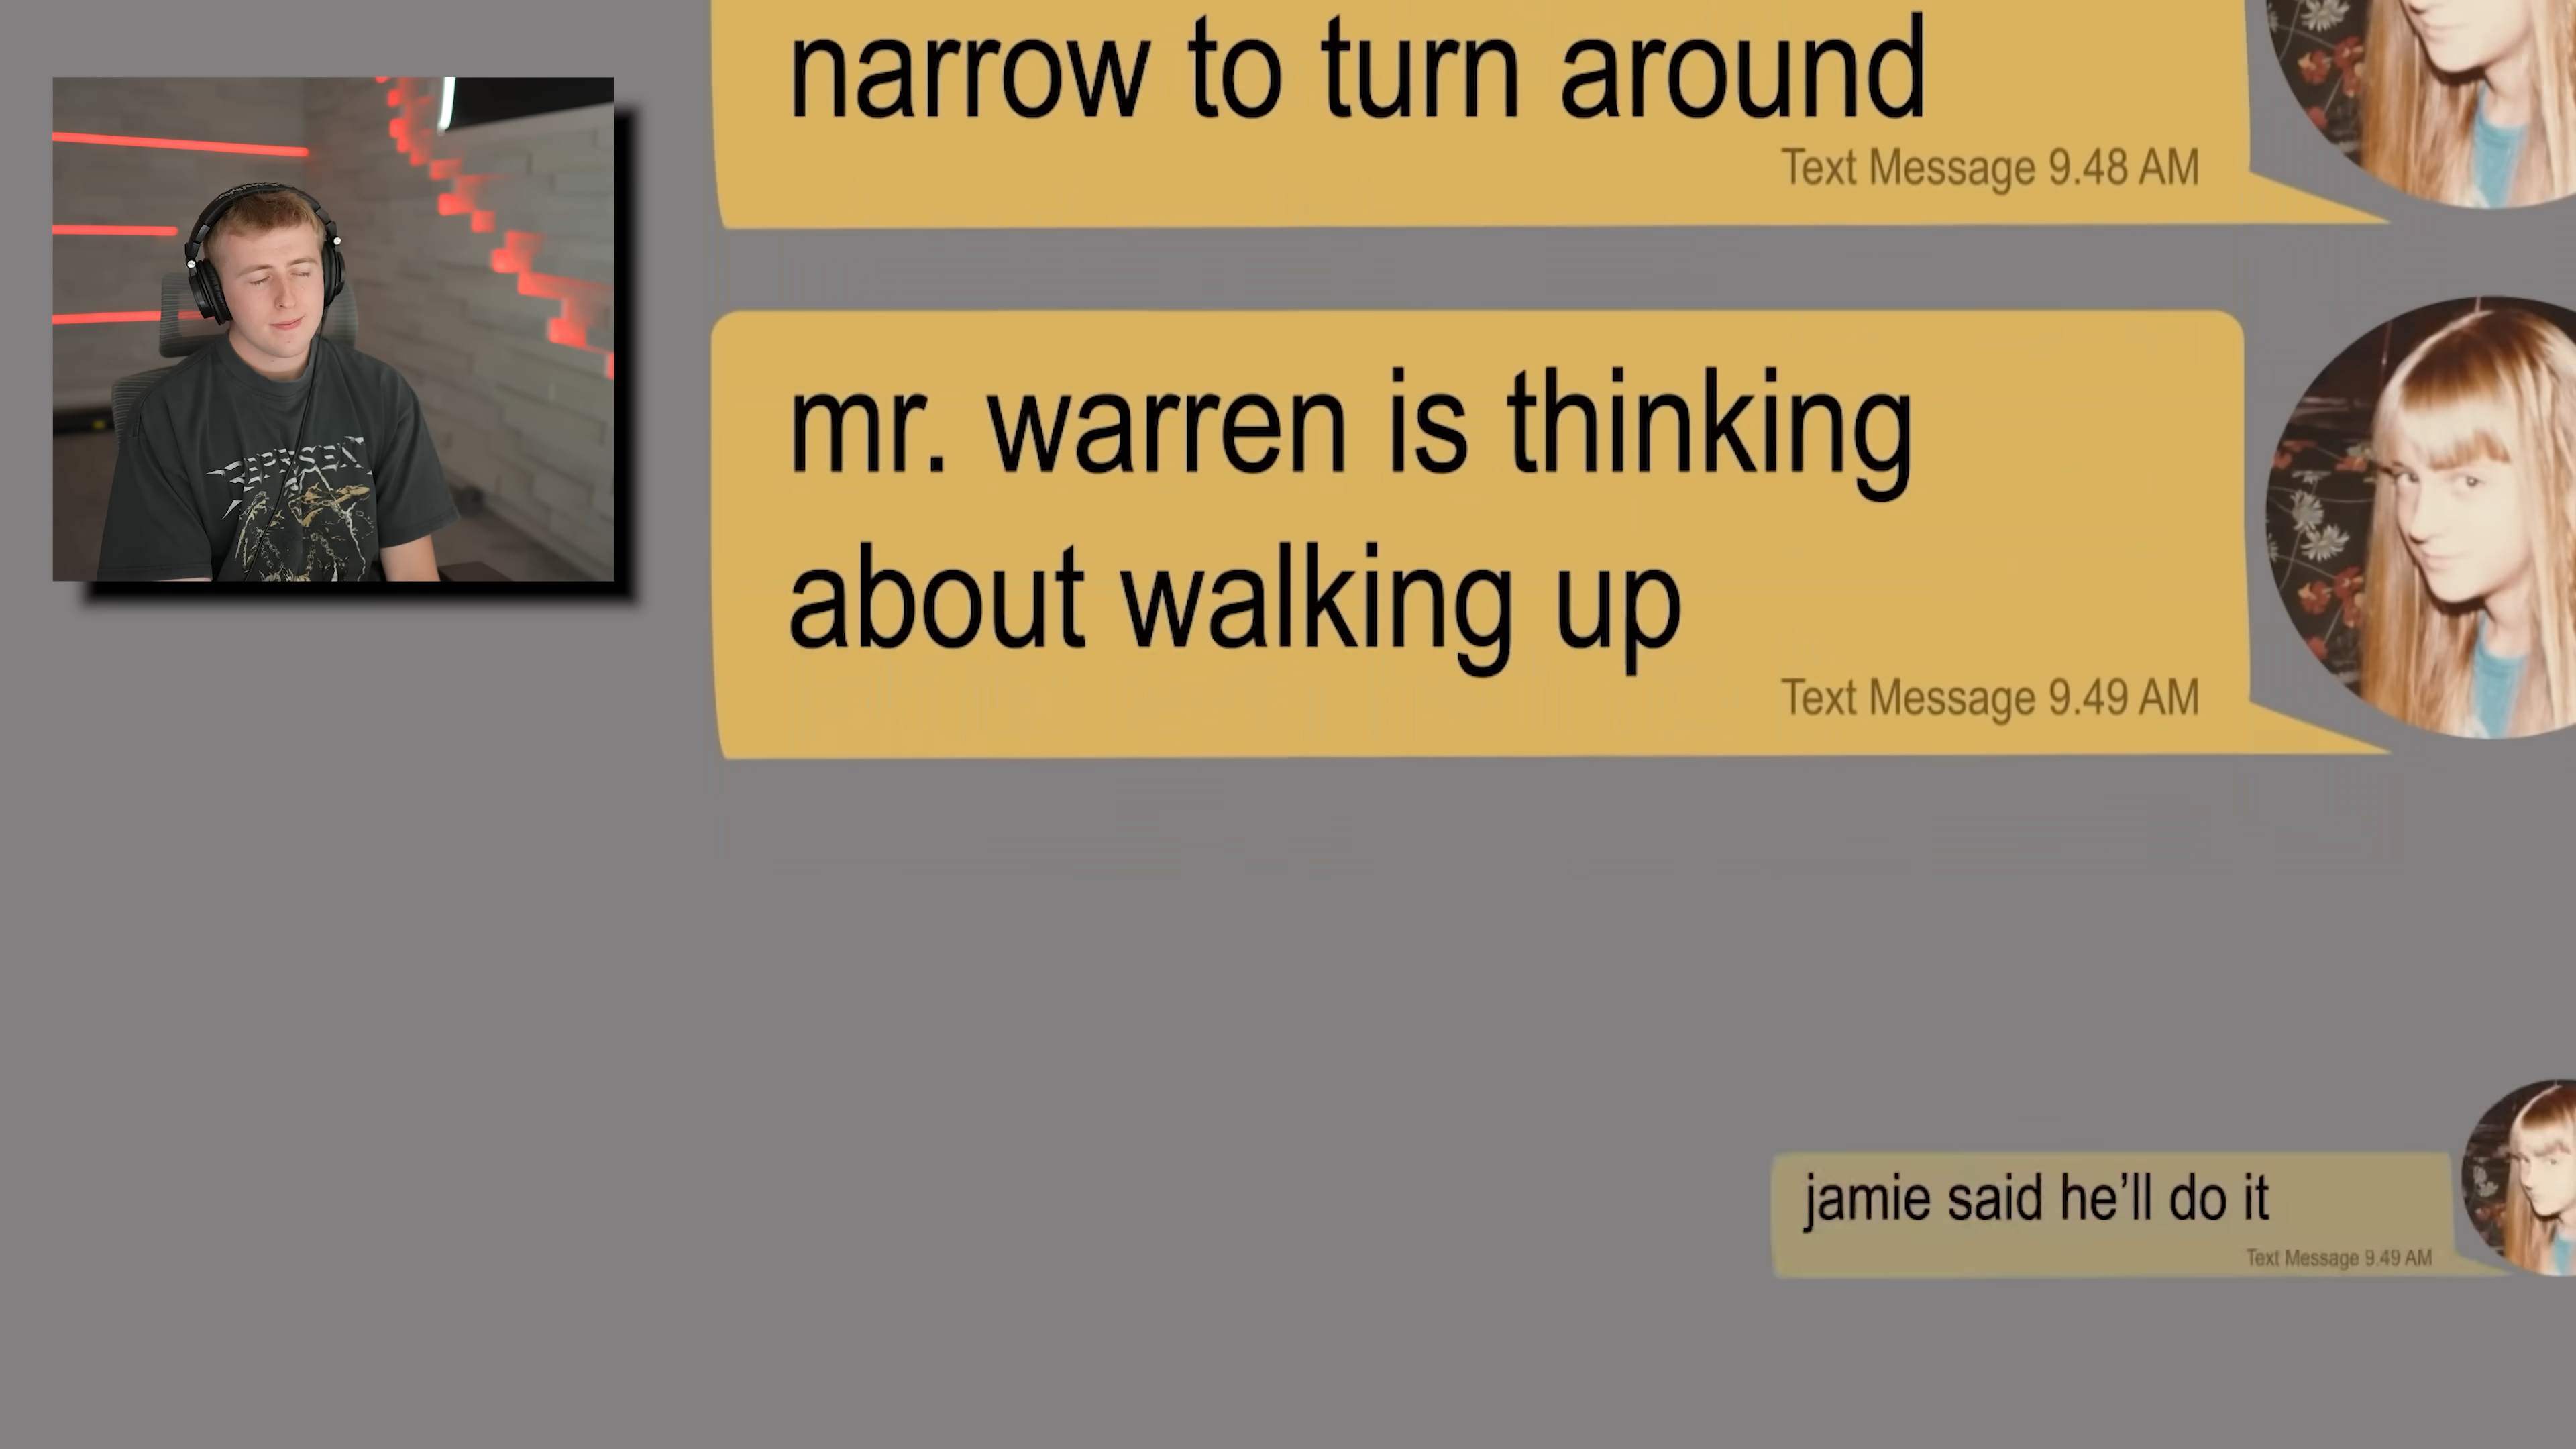 narrow to turn around
Text Message 9.48 AM
mr. warren is thinking
about walking up
Text Message 9.49 AM
jamie said he’ll do it
Text Message 9.49 AM